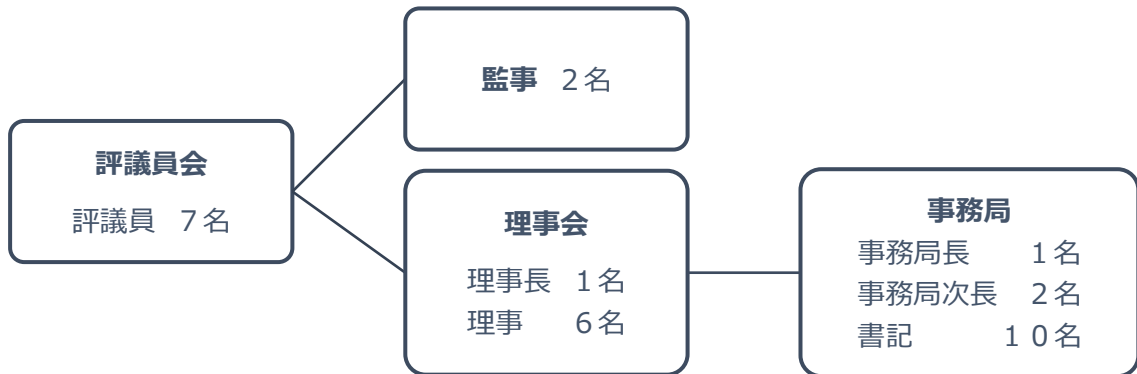 監事 2名
評議員会
評議員 7名
理事会
理事長 1名
理事 6名
事務局
事務局長 1名
事務局次長 2名
書記 10名